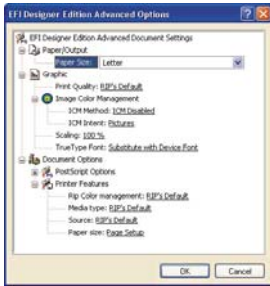 EFI Designer Edition Advanced Options
EFI Designer Edition Advanced Document Settings
Paper/Output
Paper Size: Letter
Graphic
Print Quality: RIP's Default
Image Color Management
ICM Method: ICM Disabled
ICM Intent: Pictures
Scaling: 100 %
TrueType Font: Substitute with Device Font
Document Options
PostScript Options
Printer Features
Rip Color management: RIP's Default
Media type: RIP's Default
Source: RIP's Default
Paper size: Page Setup
OK Cancel